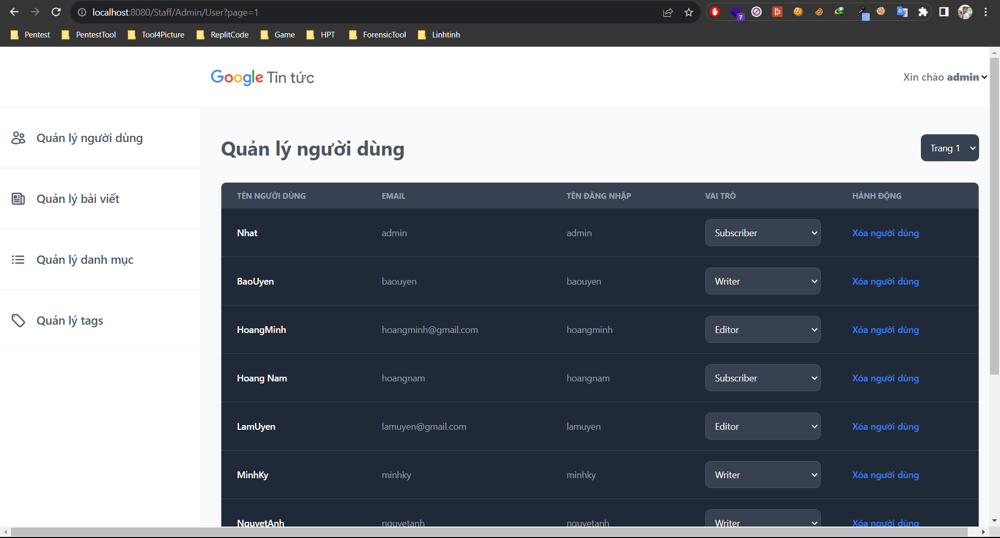 localhost:8080/Staff/Admin/User?page=1
7
Pentest PentestTool Tool4Picture ReplitCode Game HPT ForensicTool Linhtinh
Google Tin tức
Xin chào admin
Quản lý người dùng
Quản lý bài viết
Quản lý danh mục
Quản lý tags
Quản lý người dùng
Trang 1
TÊN NGƯỜI DÙNG EMAIL TÊN ĐĂNG NHẬP VAI TRÒ HÀNH ĐỘNG
Nhat admin admin Subscriber Xóa người dùng
BaoUyen baouyen baouyen Writer Xóa người dùng
HoangMinh hoangminh@gmail.com hoangminh Editor Xóa người dùng
Hoang Nam hoangnam hoangnam Subscriber Xóa người dùng
LamUyen lamuyen@gmail.com lamuyen Editor Xóa người dùng
MinhKy minhky minhky Writer Xóa người dùng
NguyetAnh nguyetanh nguyetanh Writer Xóa người dùng